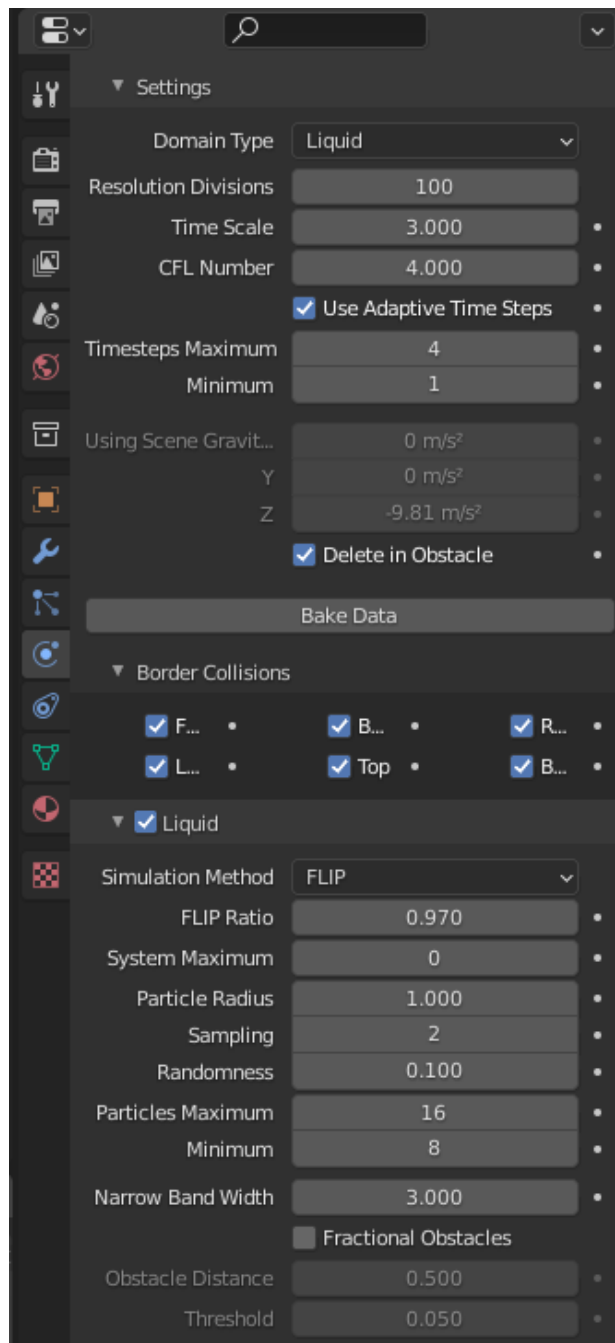 Settings
Domain Type Liquid
Resolution Divisions 100
Time Scale 3.000
CFL Number 4.000
Use Adaptive Time Steps
Timesteps Maximum 4
Minimum 1
Using Scene Gravit... 0 m/s²
Y 0 m/s²
Z -9.81 m/s²
Delete in Obstacle
Bake Data
Border Collisions
F... B... R...
L... Top B...
Liquid
Simulation Method FLIP
FLIP Ratio 0.970
System Maximum 0
Particle Radius 1.000
Sampling 2
Randomness 0.100
Particles Maximum 16
Minimum 8
Narrow Band Width 3.000
Fractional Obstacles
Obstacle Distance 0.500
Threshold 0.050